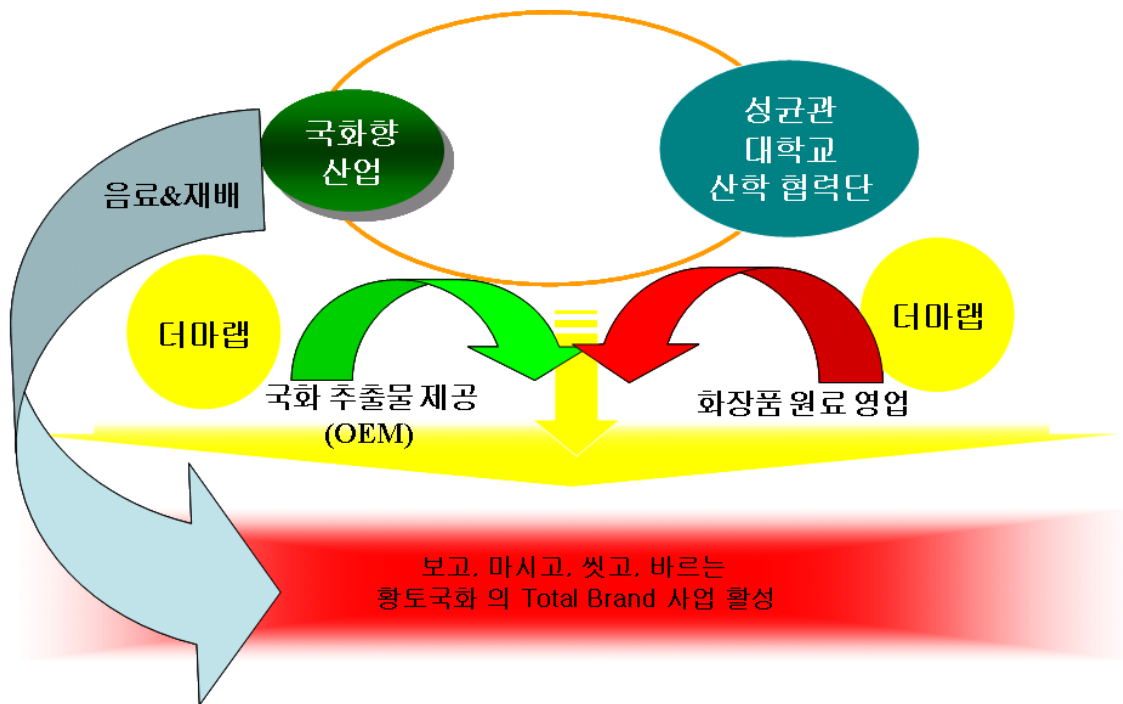 국화향
산업
성균관
대학교
산학 협력단
음료&재배
더마랩
더마랩
국화 추출물 제공
(OEM)
화장품 원료 영업
보고, 마시고, 씻고, 바르는
황토국화 의 Total Brand 사업 활성